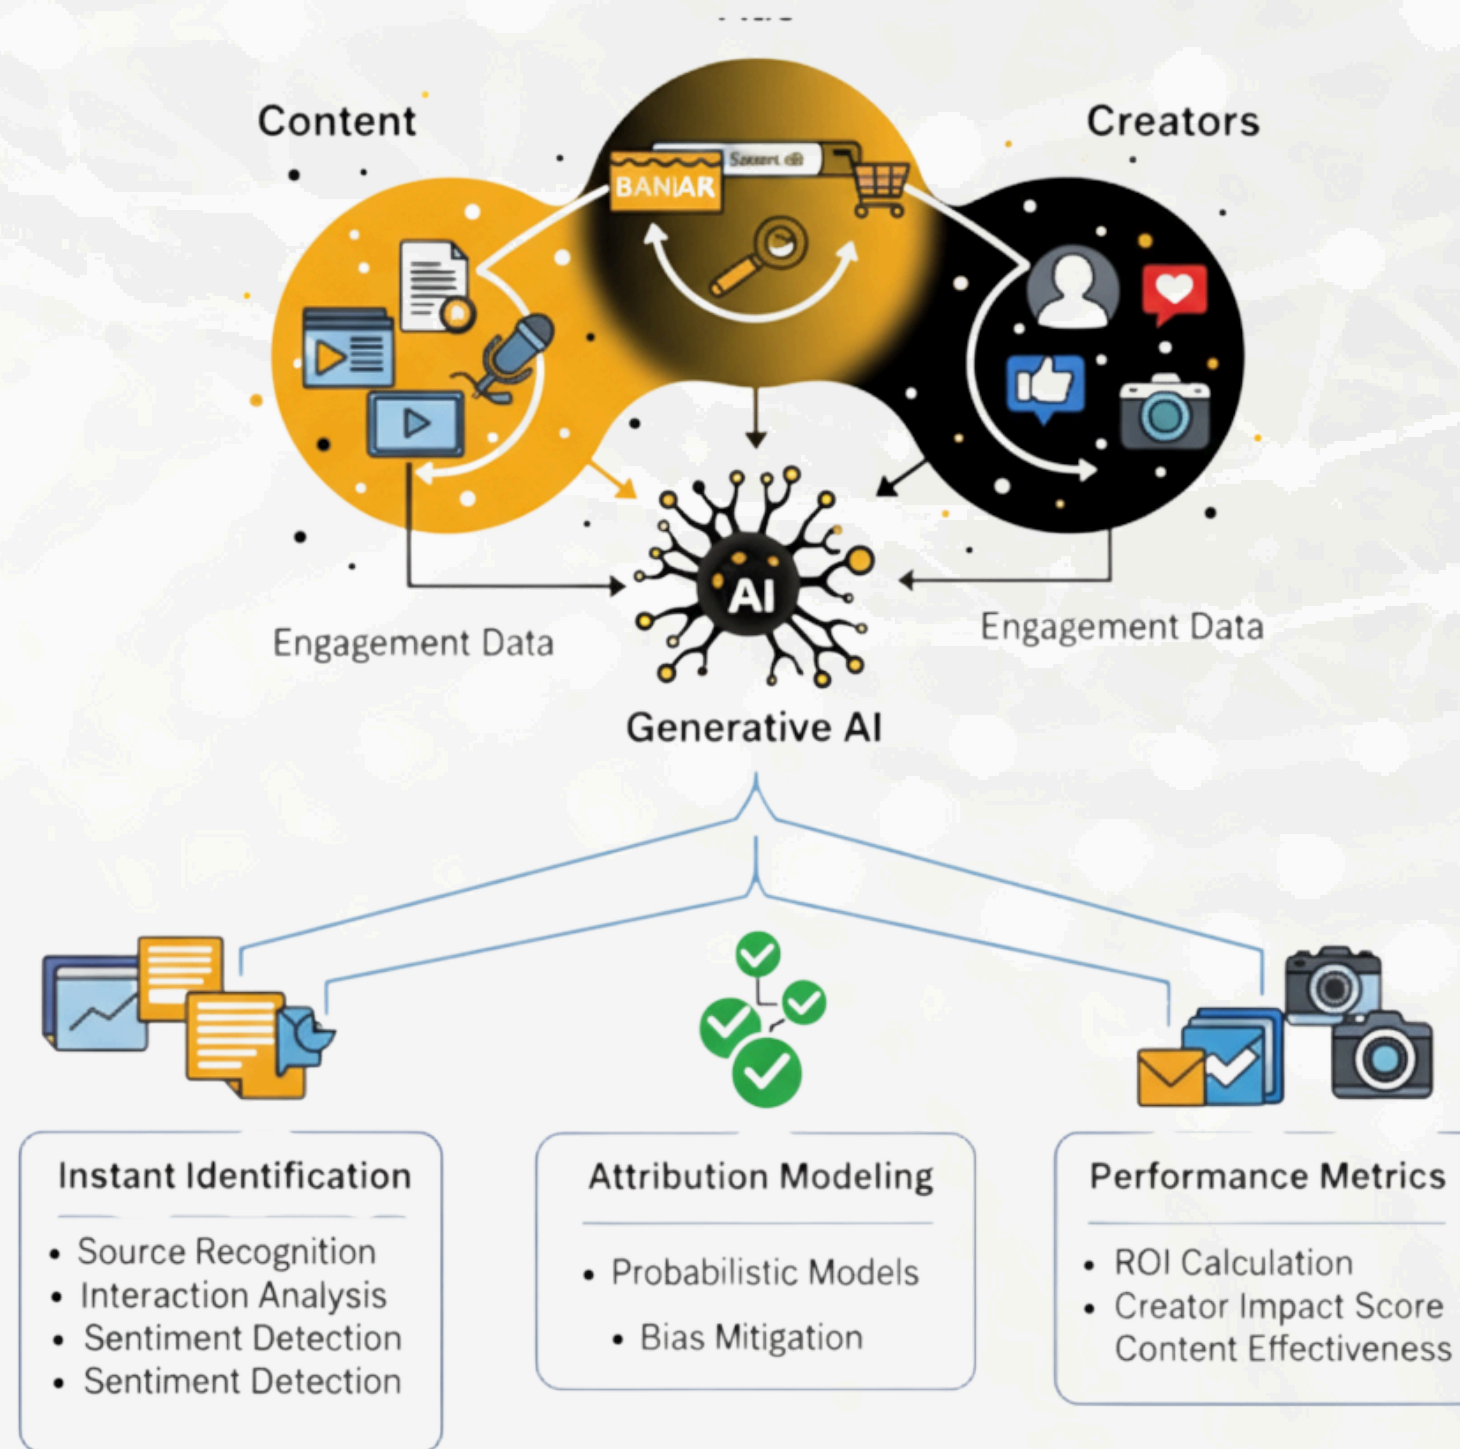 Content
Creators
BANIAR
Engagement Data
AI
Engagement Data
Generative AI
Instant Identification
• Source Recognition
• Interaction Analysis
• Sentiment Detection
• Sentiment Detection
Attribution Modeling
• Probabilistic Models
• Bias Mitigation
Performance Metrics
• ROI Calculation
• Creator Impact Score
Content Effectiveness